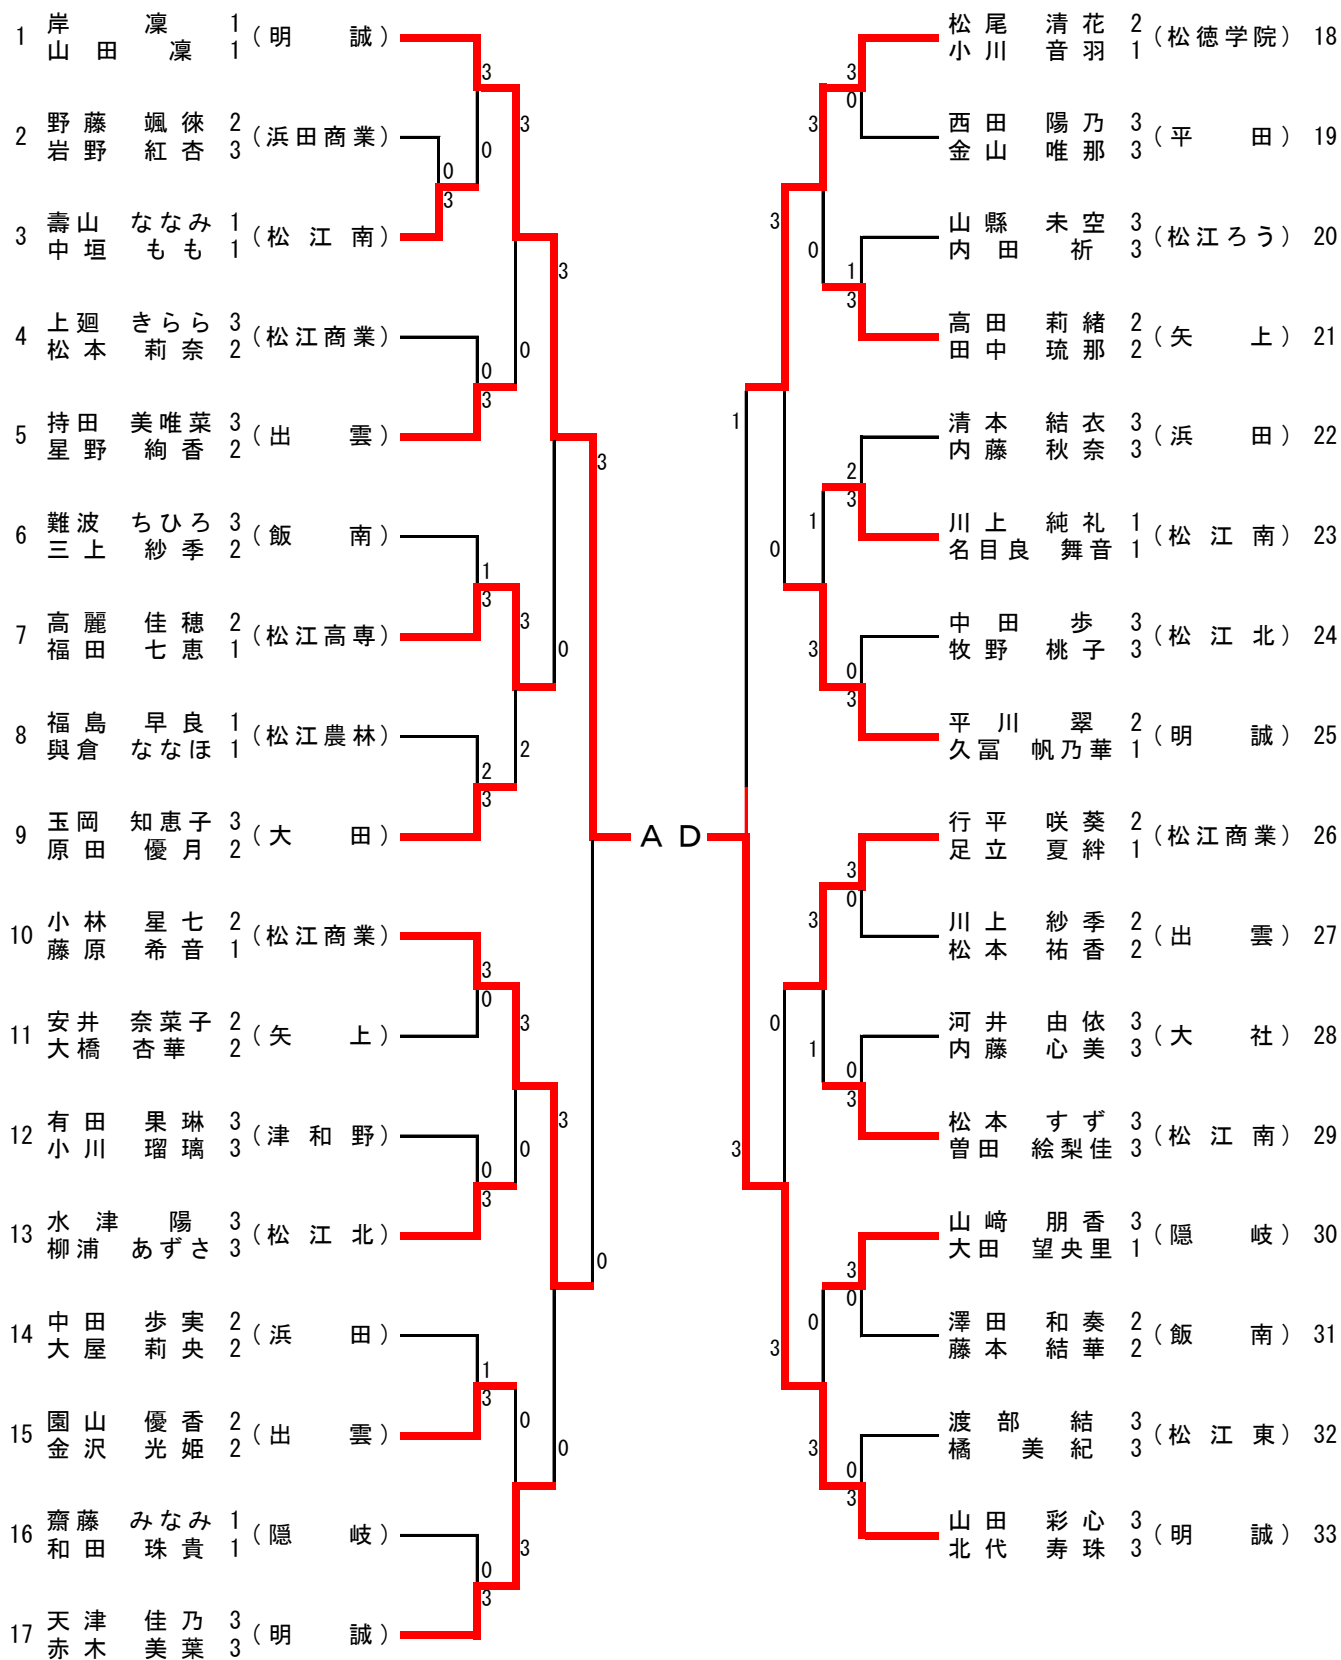 1 岸 凜 1 (明 誠)
山田 凜 1
3
2 野藤 颯徠 2 (浜田商業)
岩野 紅杏 3
3
0
0
3
3 壽山 ななみ 1 (松江南)
中垣 もも 1
3
4 上廻 きらら 3 (松江商業)
松本 莉奈 2
0
0
3
5 持田 美唯菜 3 (出 雲)
星野 絢香 2
3
6 難波 ちひろ 3 (飯 南)
三上 紗季 2
1
3
7 高麗 佳穂 2 (松江高専)
福田 七恵 1
3
0
8 福島 早良 1 (松江農林)
與倉 ななほ 1
2
2
3
9 玉岡 知恵子 3 (大 田)
原田 優月 2
10 小林 星七 2 (松江商業)
藤原 希音 1
3
0
11 安井 奈菜子 2 (矢 上)
大橋 杏華 2
3
3
12 有田 果琳 3 (津和野)
小川 瑠璃 3
0
0
3
13 水津 陽 3 (松江北)
柳浦 あずさ 3
0
14 中田 歩実 2 (浜 田)
大屋 莉央 2
1
3
15 園山 優香 2 (出 雲)
金沢 光姫 2
0
0
16 齋藤 みなみ 1 (隠 岐)
和田 珠貴 1
3
0
3
17 天津 佳乃 3 (明 誠)
赤木 美葉 3
A D
松尾 清花 2 (松徳学院) 18
小川 音羽 1
3
0
西田 陽乃 3 (平 田) 19
金山 唯那 3
3
3
山縣 未空 3 (松江ろう) 20
内田 祈 3
0
1
3
高田 莉緒 2 (矢 上) 21
田中 琉那 2
1
清本 結衣 3 (浜 田) 22
内藤 秋奈 3
2
3
川上 純礼 1 (松江南) 23
名目良 舞音 1
1
0
中田 歩 3 (松江北) 24
牧野 桃子 3
3
0
3
平川 翠 2 (明 誠) 25
久冨 帆乃華 1
行平 咲葵 2 (松江商業) 26
足立 夏絆 1
3
0
川上 紗季 2 (出 雲) 27
松本 祐香 2
3
0
河井 由依 3 (大 社) 28
内藤 心美 3
1
0
3
松本 すず 3 (松江南) 29
曽田 絵梨佳 3
3
山﨑 朋香 3 (隠 岐) 30
大田 望央里 1
3
0
澤田 和奏 2 (飯 南) 31
藤本 結華 2
0
3
渡部 結 3 (松江東) 32
橘 美紀 3
3
0
3
山田 彩心 3 (明 誠) 33
北代 寿珠 3